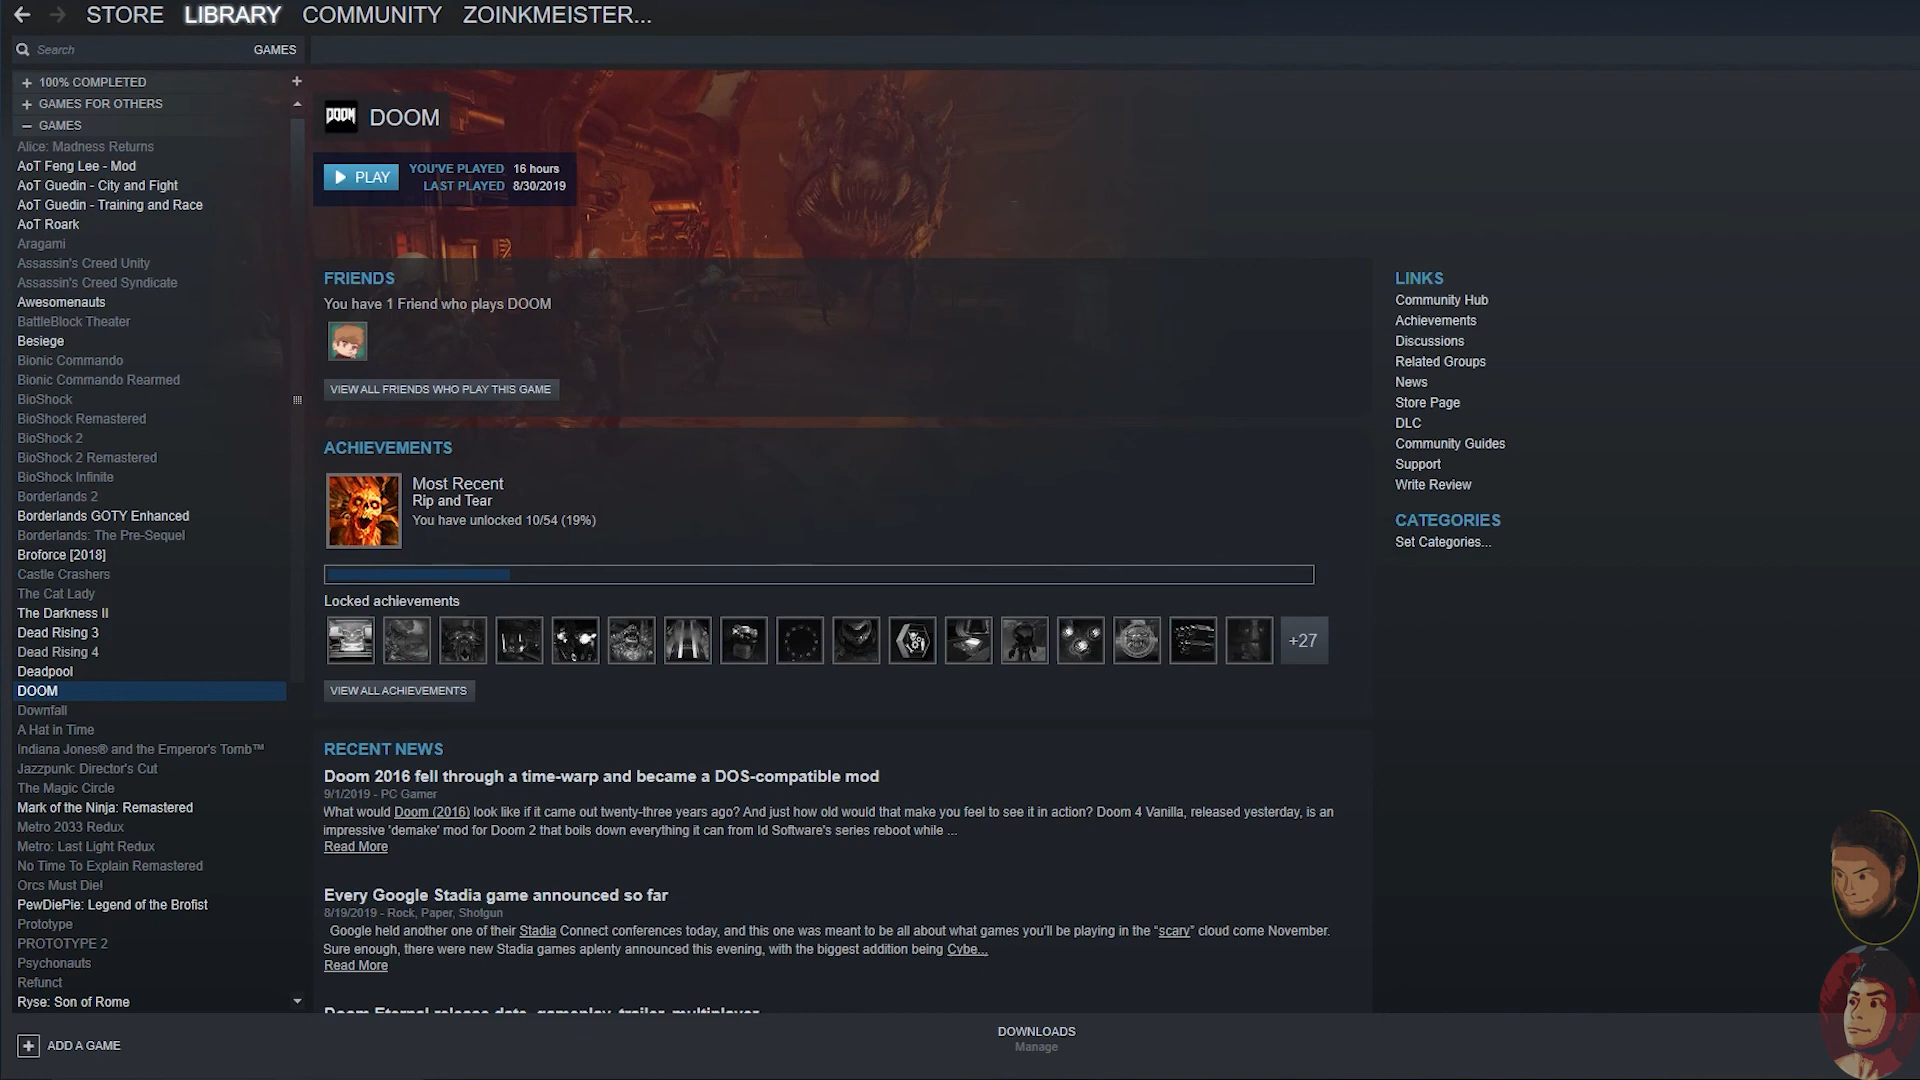 STORE LIBRARY COMMUNITY ZOINKMEISTER...
Search GAMES
+ 100% COMPLETED +
+ GAMES FOR OTHERS
– GAMES
Alice: Madness Returns
AoT Feng Lee - Mod
AoT Guedin - City and Fight
AoT Guedin - Training and Race
AoT Roark
Aragami
Assassin's Creed Unity
Assassin's Creed Syndicate
Awesomenauts
BattleBlock Theater
Besiege
Bionic Commando
Bionic Commando Rearmed
BioShock
BioShock Remastered
BioShock 2
BioShock 2 Remastered
BioShock Infinite
Borderlands 2
Borderlands GOTY Enhanced
Borderlands: The Pre-Sequel
Broforce [2018]
Castle Crashers
The Cat Lady
The Darkness II
Dead Rising 3
Dead Rising 4
Deadpool
DOOM
Downfall
A Hat in Time
Indiana Jones® and the Emperor's Tomb™
Jazzpunk: Director's Cut
The Magic Circle
Mark of the Ninja: Remastered
Metro 2033 Redux
Metro: Last Light Redux
No Time To Explain Remastered
Orcs Must Die!
PewDiePie: Legend of the Brofist
Prototype
PROTOTYPE 2
Psychonauts
Refunct
Ryse: Son of Rome
+ ADD A GAME
DOOM DOOM
PLAY
YOU'VE PLAYED 16 hours
LAST PLAYED 8/30/2019
FRIENDS
You have 1 Friend who plays DOOM
VIEW ALL FRIENDS WHO PLAY THIS GAME
ACHIEVEMENTS
Most Recent
Rip and Tear
You have unlocked 10/54 (19%)
Locked achievements
+27
VIEW ALL ACHIEVEMENTS
RECENT NEWS
Doom 2016 fell through a time-warp and became a DOS-compatible mod
9/1/2019 - PC Gamer
What would Doom (2016) look like if it came out twenty-three years ago? And just how old would that make you feel to see it in action? Doom 4 Vanilla, released yesterday, is an
impressive 'demake' mod for Doom 2 that boils down everything it can from Id Software's series reboot while ...
Read More
Every Google Stadia game announced so far
8/19/2019 - Rock, Paper, Shotgun
Google held another one of their Stadia Connect conferences today, and this one was meant to be all about what games you'll be playing in the “scary” cloud come November.
Sure enough, there were new Stadia games aplenty announced this evening, with the biggest addition being Cybe...
Read More
Doom Eternal release date, gameplay, trailer, multiplayer
LINKS
Community Hub
Achievements
Discussions
Related Groups
News
Store Page
DLC
Community Guides
Support
Write Review
CATEGORIES
Set Categories...
DOWNLOADS
Manage